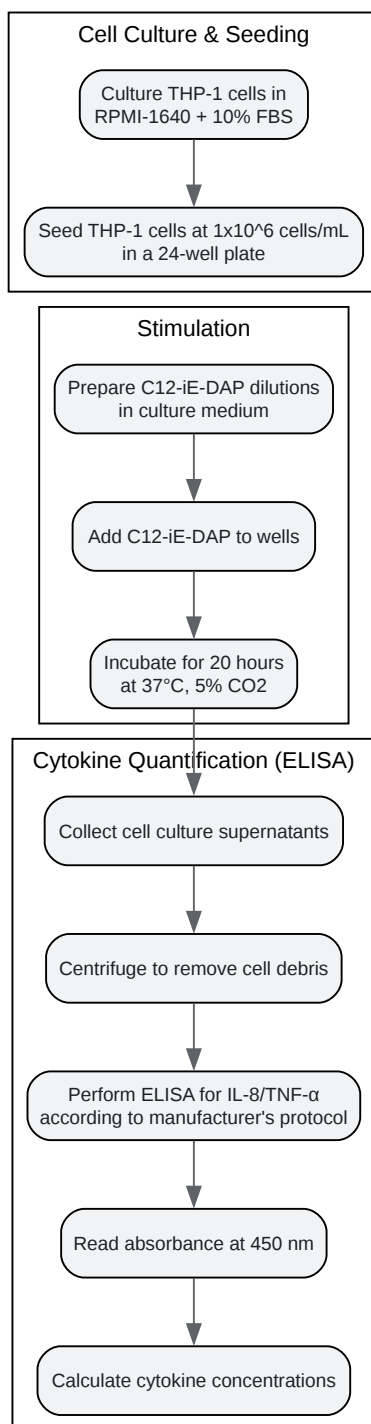 Cell Culture & Seeding
Culture THP-1 cells in
RPMI-1640 + 10% FBS
Seed THP-1 cells at 1x10^6 cells/mL
in a 24-well plate
Stimulation
Prepare C12-iE-DAP dilutions
in culture medium
Add C12-iE-DAP to wells
Incubate for 20 hours
at 37°C, 5% CO2
Cytokine Quantification (ELISA)
Collect cell culture supernatants
Centrifuge to remove cell debris
Perform ELISA for IL-8/TNF-α
according to manufacturer's protocol
Read absorbance at 450 nm
Calculate cytokine concentrations